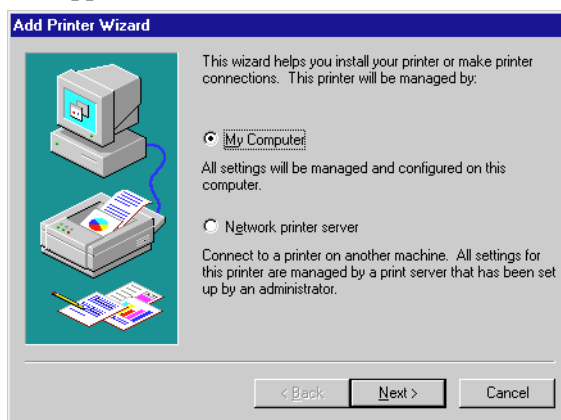 Add Printer Wizard
This wizard helps you install your printer or make printer
connections. This printer will be managed by:
My Computer
All settings will be managed and configured on this
computer.
Network printer server
Connect to a printer on another machine. All settings for
this printer are managed by a print server that has been set
up by an administrator.
< Back
Next >
Cancel